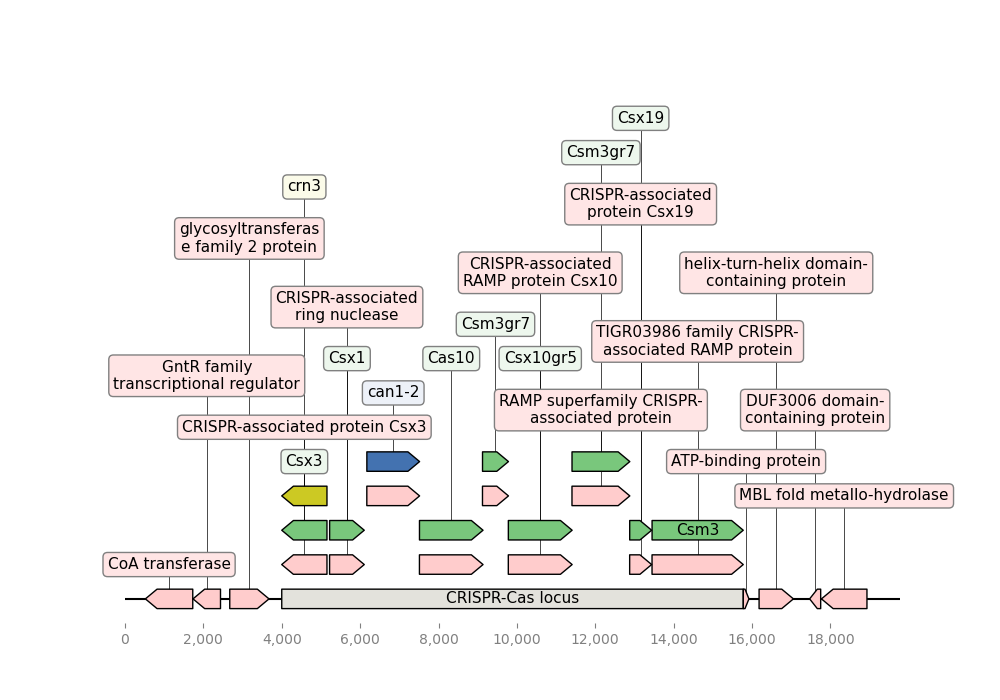 Csx19
Csm3gr7
crn3
CRISPR-associated
protein Csx19
glycosyltransferas
e family 2 protein
CRISPR-associated
RAMP protein Csx10
helix-turn-helix domain-
containing protein
CRISPR-associated
ring nuclease
Csm3gr7
TIGR03986 family CRISPR-
associated RAMP protein
Csx1
Cas10
Csx10gr5
GntR family
transcriptional regulator
can1-2
RAMP superfamily CRISPR-
associated protein
DUF3006 domain-
containing protein
CRISPR-associated protein Csx3
Csx3
ATP-binding protein
MBL fold metallo-hydrolase
Csm3
CoA transferase
CRISPR-Cas locus
0
2,000
4,000
6,000
8,000
10,000
12,000
14,000
16,000
18,000